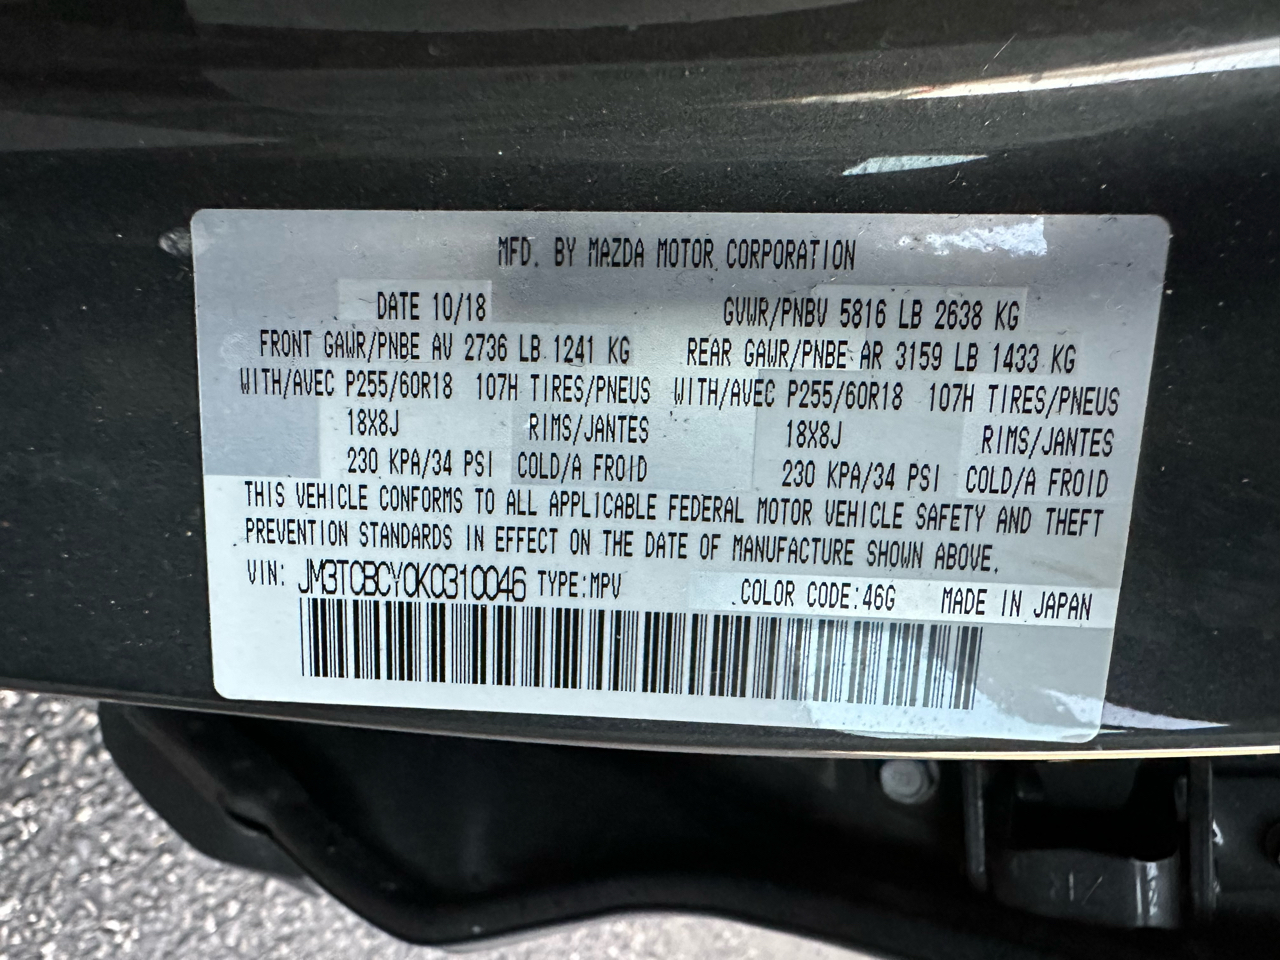 MFD. BY MAZDA MOTOR CORPORATION
DATE 10/18 GVWR/PNBV 5816 LB 2638 KG
FRONT GAWR/PNBE AV 2736 LB 1241 KG REAR GAWR/PNBE AR 3159 LB 1433 KG
WITH/AVEC P255/60R18 107H TIRES/PNEUS WITH/AVEC P255/60R18 107H TIRES/PNEUS
18X8J RIMS/JANTES 18X8J RIMS/JANTES
230 KPA/34 PSI COLD/A FROID 230 KPA/34 PSI COLD/A FROID
THIS VEHICLE CONFORMS TO ALL APPLICABLE FEDERAL MOTOR VEHICLE SAFETY AND THEFT
PREVENTION STANDARDS IN EFFECT ON THE DATE OF MANUFACTURE SHOWN ABOVE.
VIN: JM3TCBCY0K0310046 TYPE:MPV COLOR CODE:46G MADE IN JAPAN